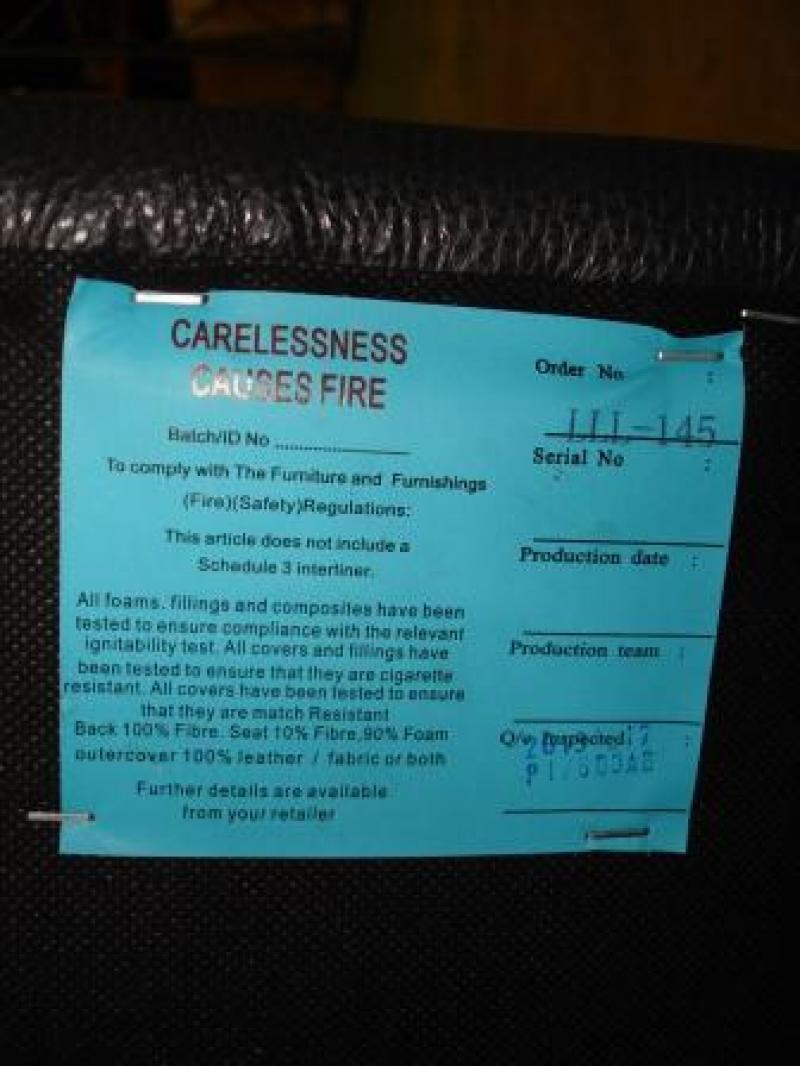 CARELESSNESS
CAUSES FIRE
Batch/ID No ........................
To comply with The Furniture and Furnishings
(Fire)(Safety)Regulations:
This article does not include a
Schedule 3 interliner.
All foams. fillings and composites have been
tested to ensure compliance with the relevant
ignitability test. All covers and fillings have
been tested to ensure that they are cigarette
resistant. All covers have been tested to ensure
that they are match Resistant
Back 100% Fibre. Seat 10% Fibre,90% Foam
outercover 100% leather / fabric or both
Further details are available
from your retailer
Order No :
LLL-145
Serial No :
Production date :
Production team :
Inspected :